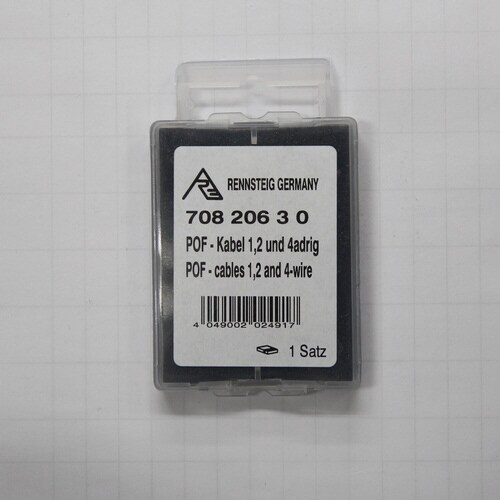 RE RENNSTEIG GERMANY
708 206 3 0
POF - Kabel 1,2 und 4adrig
POF - cables 1,2 and 4-wire
4 049002 024917
1 Satz